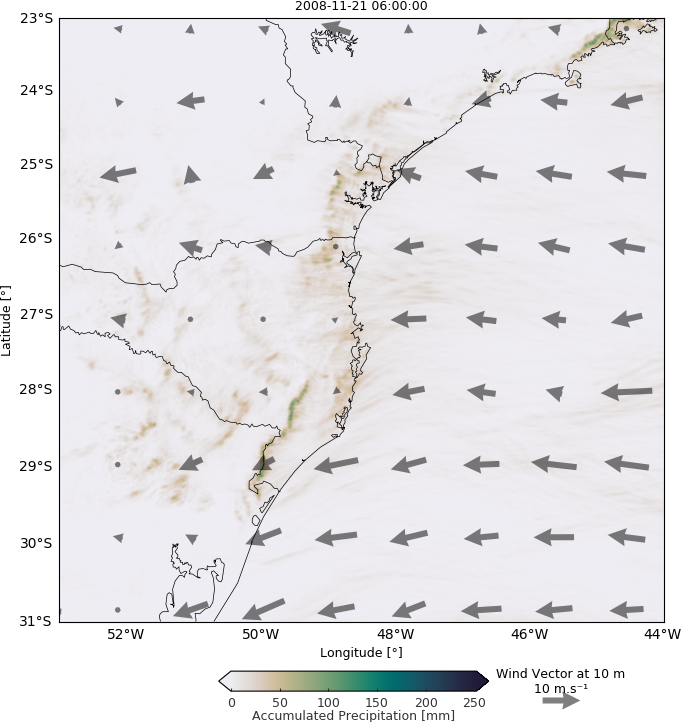 2008-11-21 06:00:00
23°S
24°S
25°S
26°S
27°S
28°S
29°S
30°S
31°S
Latitude [°]
52°W 50°W 48°W 46°W 44°W
Longitude [°]
Wind Vector at 10 m
10 m.s⁻¹
0 50 100 150 200 250
Accumulated Precipitation [mm]